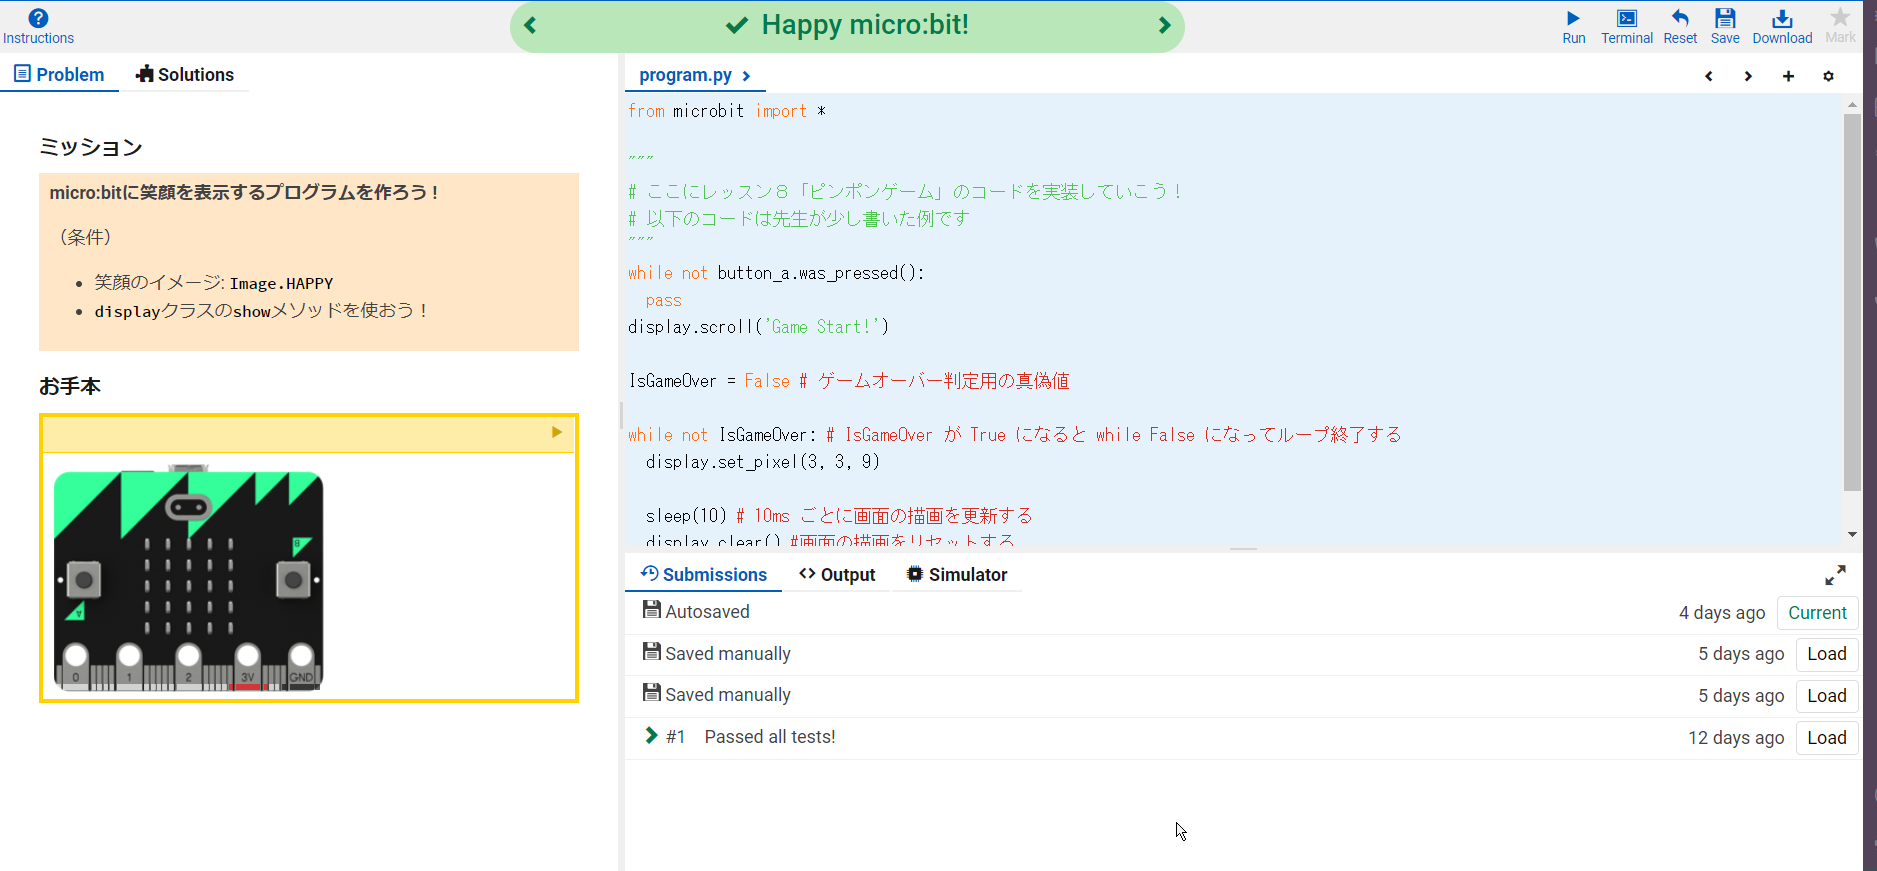 Instructions
Happy micro:bit!
Run
Terminal
Reset
Save
Download
Mark
Problem
Solutions
ミッション
micro:bitに笑顔を表示するプログラムを作ろう！
（条件）
笑顔のイメージ: Image.HAPPY
displayクラスのshowメソッドを使おう！
お手本
B
A
0
1
2
3V
GND
program.py
from microbit import *
"""
# ここにレッスン８「ピンポンゲーム」のコードを実装していこう！
# 以下のコードは先生が少し書いた例です
"""
while not button_a.was_pressed():
pass
display.scroll('Game Start!')
IsGameOver = False # ゲームオーバー判定用の真偽値
while not IsGameOver: # IsGameOver が True になると while False になってループ終了する
display.set_pixel(3, 3, 9)
sleep(10) # 10ms ごとに画面の描画を更新する
display.clear() #画面の描画をリセットする
Submissions
Output
Simulator
Autosaved 4 days ago Current
Saved manually 5 days ago Load
Saved manually 5 days ago Load
#1 Passed all tests! 12 days ago Load